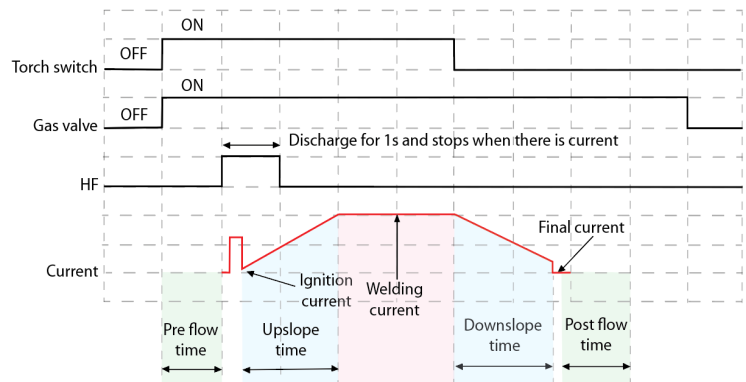 ON
OFF
Torch switch
ON
OFF
Gas valve
Discharge for 1s and stops when there is current
HF
Final current
Current
Ignition
current
Welding
current
Pre flow
time
Upslope
time
Downslope
time
Post flow
time